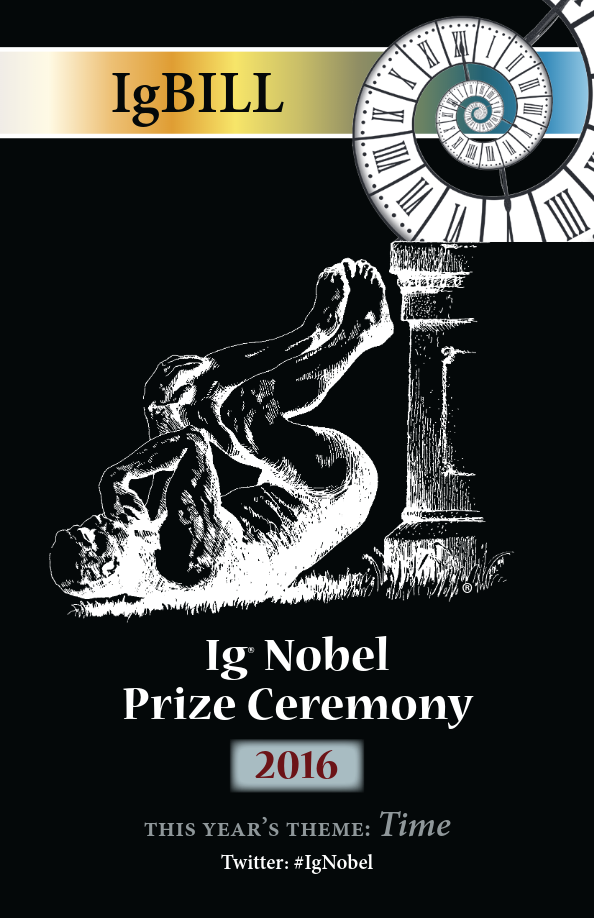 IgBILL
®
Ig® Nobel
Prize Ceremony
2016
THIS YEAR'S THEME: Time
Twitter: #IgNobel